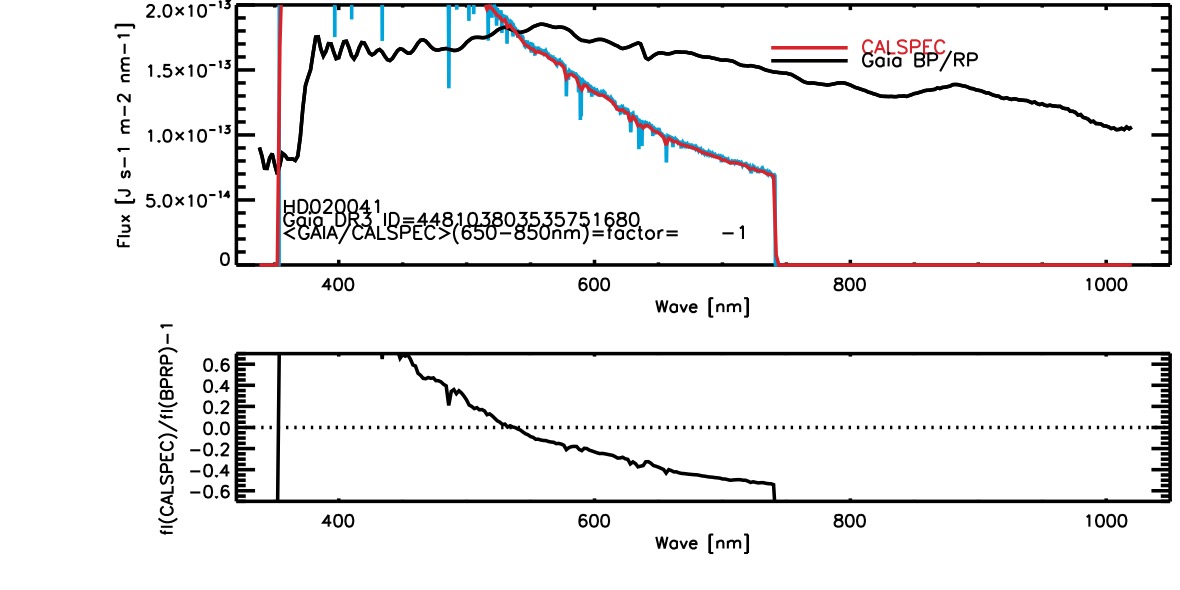 2.0×10−13
1.5×10−13
1.0×10−13
5.0×10−14
0
Flux [J s−1 m−2 nm−1]
CALSPEC
Gaia BP/RP
HD020041
Gaia DR3 ID=448103803535751680
<GAIA/CALSPEC>(650−850nm)=factor= −1
400 600 800 1000
Wave [nm]
fl(CALSPEC)/fl(BPRP)−1
0.6
0.4
0.2
0.0
−0.2
−0.4
−0.6
400 600 800 1000
Wave [nm]